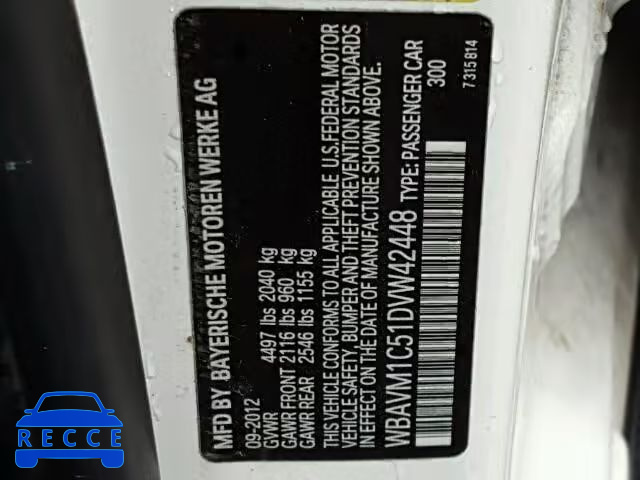 MFD BY BAYERISCHE MOTOREN WERKE AG
09-2012
GVWR 4497 lbs 2040 kg
GAWR FRONT 2116 lbs 960 kg
GAWR REAR 2546 lbs 1155 kg
THIS VEHICLE CONFORMS TO ALL APPLICABLE U.S. FEDERAL MOTOR
VEHICLE SAFETY, BUMPER AND THEFT PREVENTION STANDARDS
IN EFFECT ON THE DATE OF MANUFACTURE SHOWN ABOVE.
WBAVM1C51DVW42448 TYPE: PASSENGER CAR
300
7 315 814
RECCE